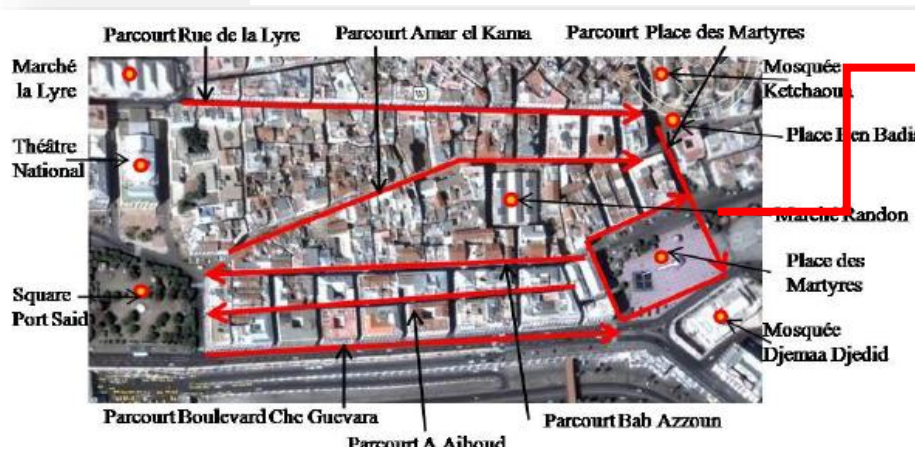 Parcourt Rue de la Lyre
Parcourt Amar el Kama
Parcourt Place des Martyres
Marché
la Lyre
Mosquée
Ketchaoua
Place Ben Badis
Théâtre
National
Marché Randon
Place des
Martyres
Square
Port Said
Mosquée
Djemaa Djedid
Parcourt Boulevard Che Guevara
Parcourt Bab Azzoun
Parcourt A Aiboud